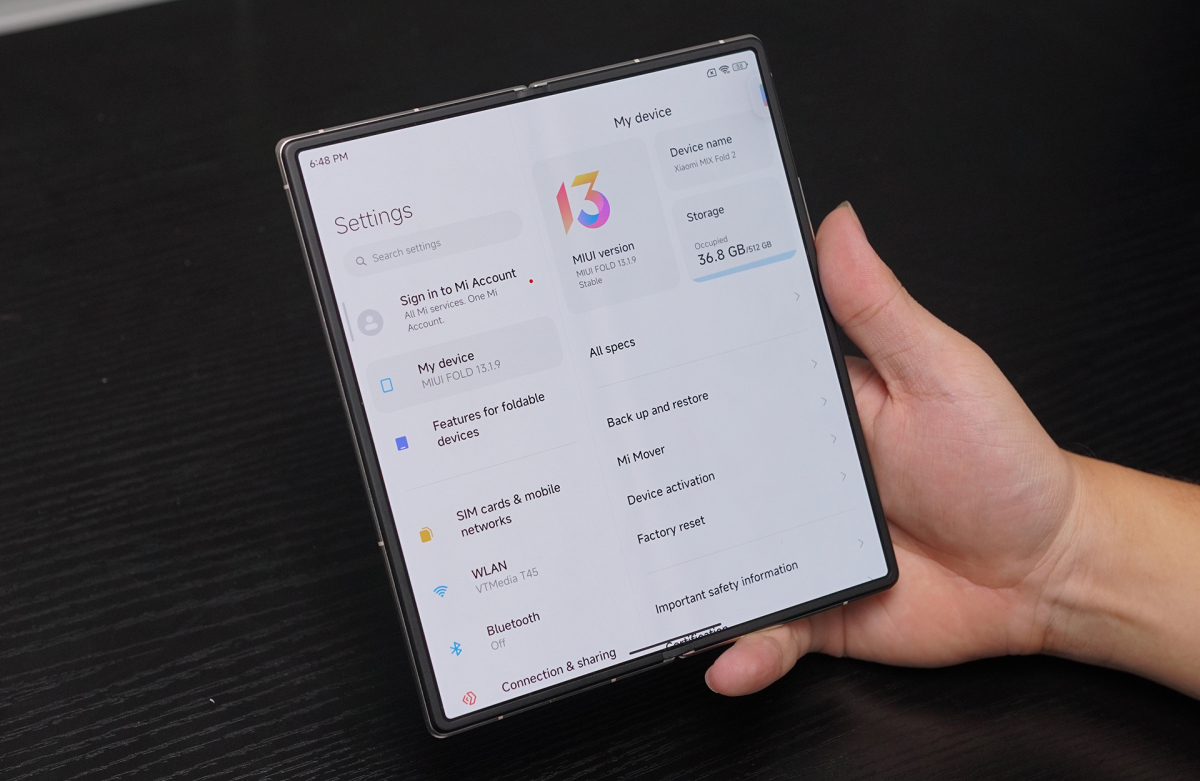 6:48 PM
Settings
Search settings
Sign in to Mi Account
All Mi services. One Mi
Account.
My device
MIUI FOLD 13.1.9
Features for foldable
devices
SIM cards & mobile
networks
WLAN
VTMedia T45
Bluetooth
Off
Connection & sharing
My device
13
MIUI version
MIUI FOLD 13.1.9
Stable
Device name
Xiaomi MIX Fold 2
Storage
Occupied
36.8 GB/512 GB
All specs
Back up and restore
Mi Mover
Device activation
Factory reset
Important safety information
Certification